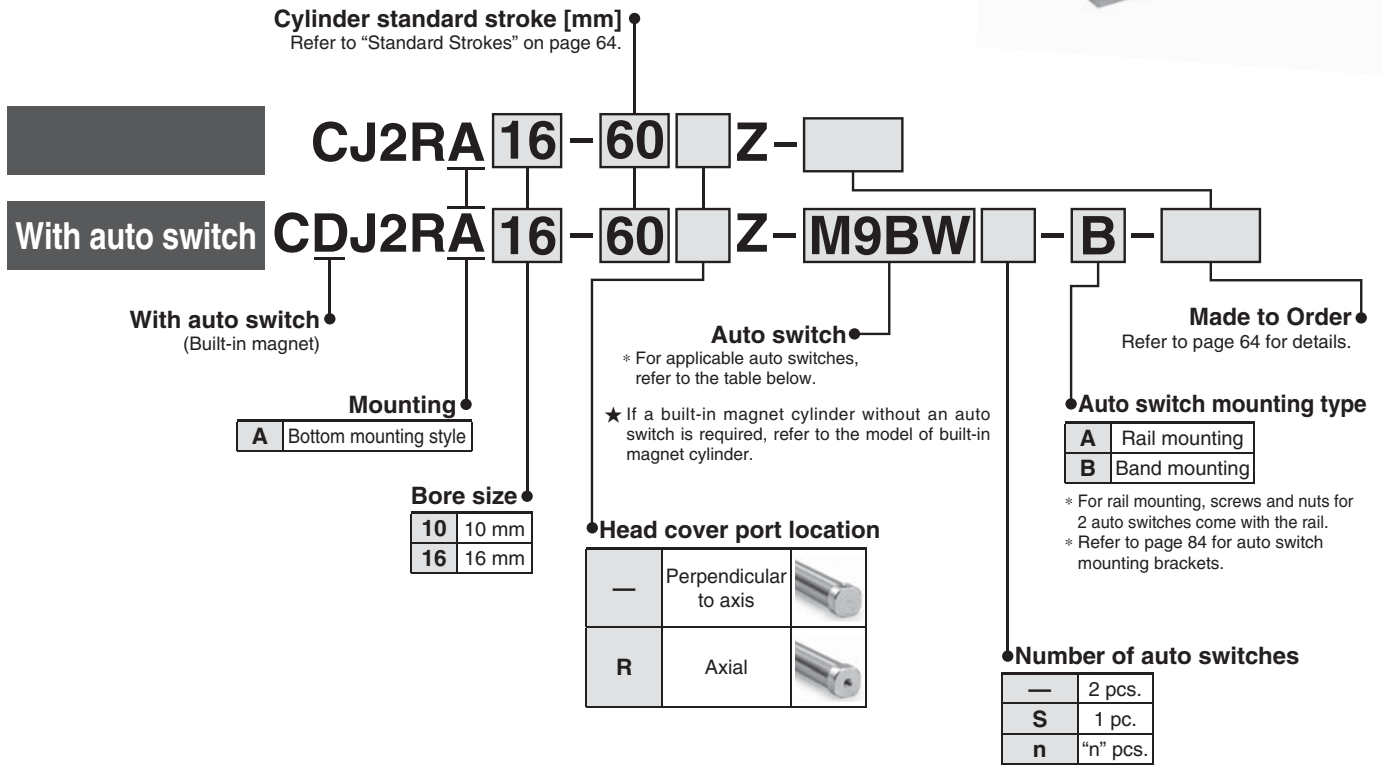 Cylinder standard stroke [mm]
Refer to “Standard Strokes” on page 64.
CJ2RA 16 – 60 Z –
With auto switch CDJ2RA 16 – 60 Z – M9BW – B –
With auto switch
(Built-in magnet)
Mounting
A Bottom mounting style
Bore size
10 10 mm
16 16 mm
Auto switch
* For applicable auto switches,
refer to the table below.
★ If a built-in magnet cylinder without an auto
switch is required, refer to the model of built-in
magnet cylinder.
Head cover port location
— Perpendicular
to axis
R Axial
Made to Order
Refer to page 64 for details.
Auto switch mounting type
A Rail mounting
B Band mounting
* For rail mounting, screws and nuts for
2 auto switches come with the rail.
* Refer to page 84 for auto switch
mounting brackets.
Number of auto switches
— 2 pcs.
S 1 pc.
n “n” pcs.